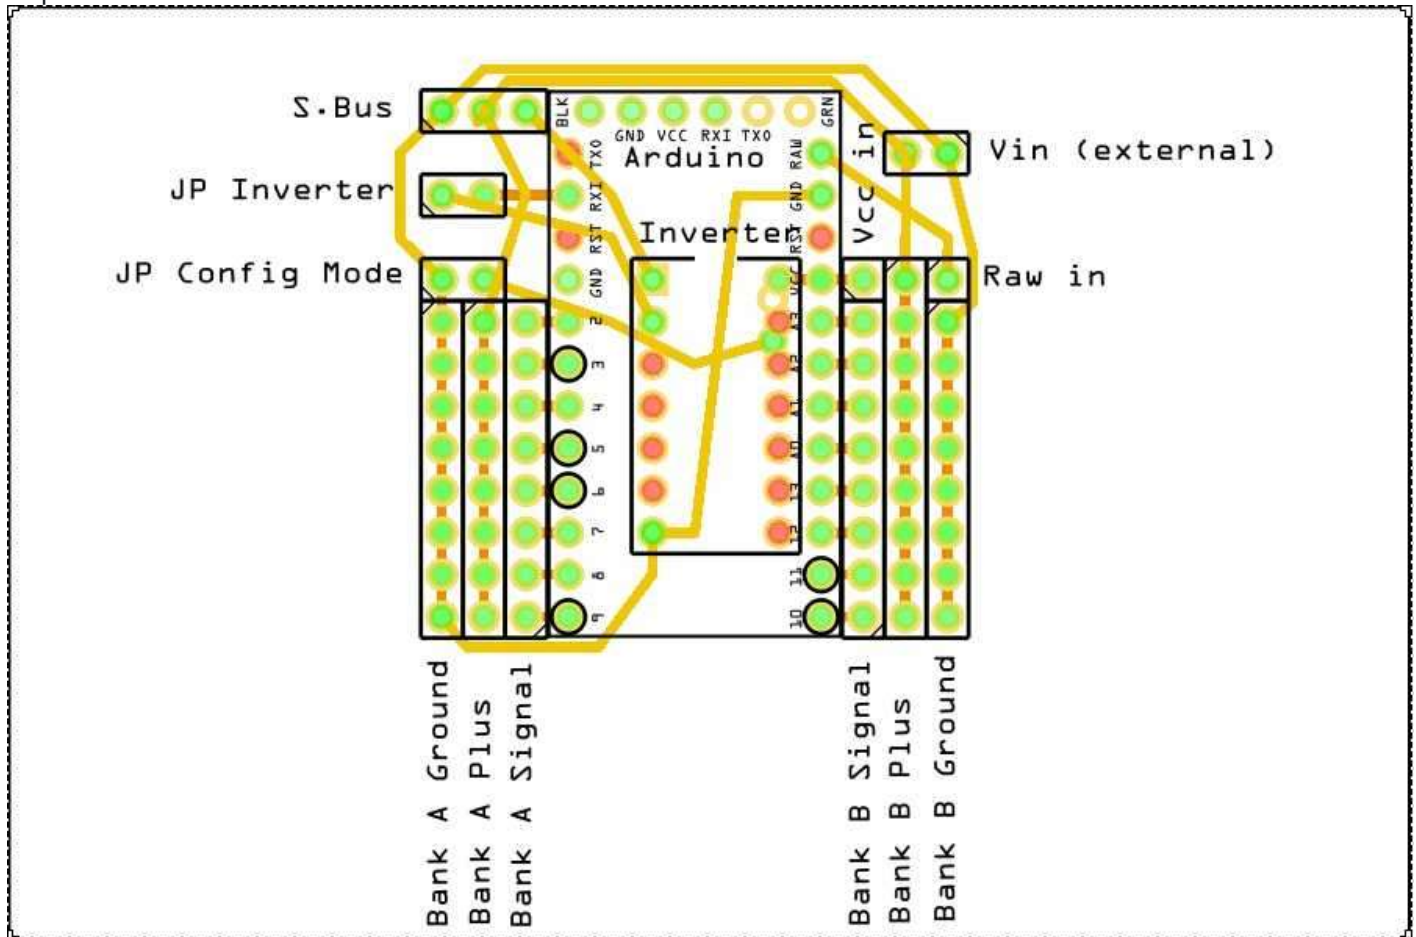 S.Bus
BLK
GRN
GND VCC RXI TXO
Arduino
Vcc in
Vin (external)
JP Inverter
TXO
RXI
RST
GND
2
3
4
5
6
7
8
9
Inverter
RAW
GND
RST
VCC
A3
A2
A1
A0
13
12
11
10
JP Config Mode
Raw in
Bank A Ground
Bank A Plus
Bank A Signal
Bank B Signal
Bank B Plus
Bank B Ground